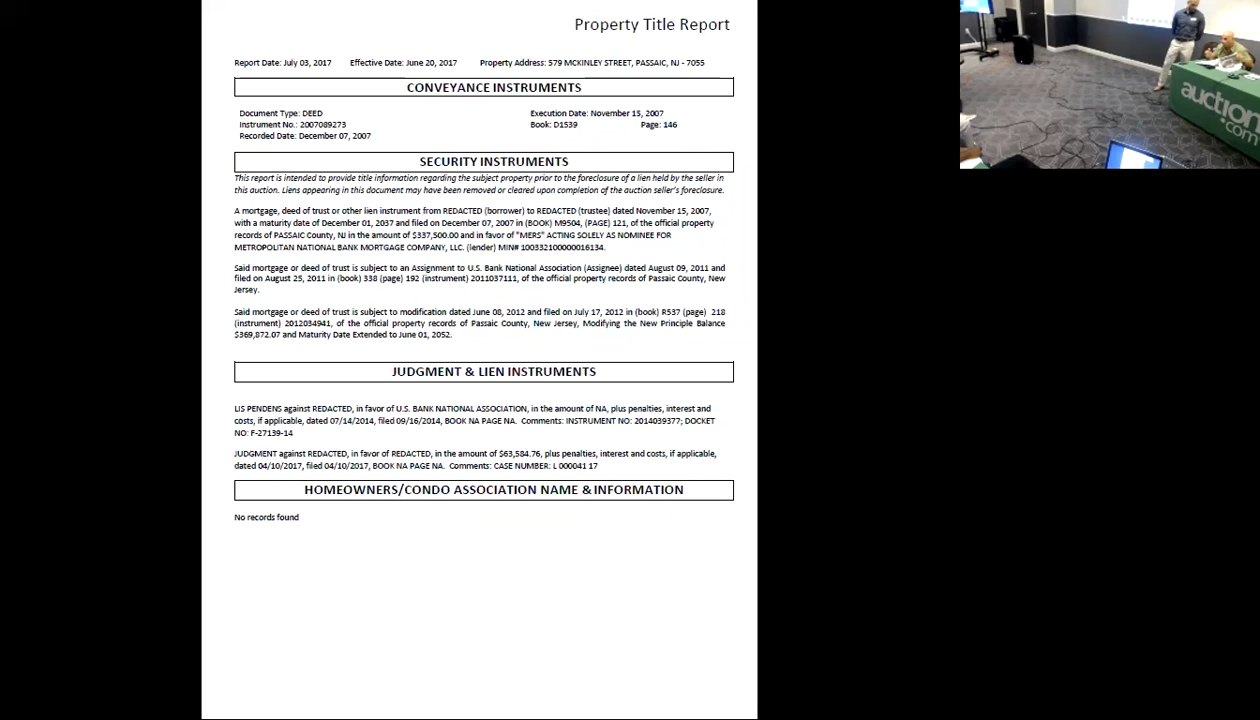 Property Title Report
Report Date: July 03, 2017 Effective Date: June 20, 2017 Property Address: 579 MCKINLEY STREET, PASSAIC, NJ - 7055
CONVEYANCE INSTRUMENTS
Document Type: DEED Execution Date: November 15, 2007
Instrument No.: 2007089273 Book: D1539 Page: 146
Recorded Date: December 07, 2007
SECURITY INSTRUMENTS
This report is intended to provide title information regarding the subject property prior to the foreclosure of a lien held by the seller in
this auction. Liens appearing in this document may have been removed or cleared upon completion of the auction seller's foreclosure.
A mortgage, deed of trust or other lien instrument from REDACTED (borrower) to REDACTED (trustee) dated November 15, 2007,
with a maturity date of December 01, 2037 and filed on December 07, 2007 in (BOOK) M9504, (PAGE) 121, of the official property
records of PASSAIC County, NJ in the amount of $337,500.00 and in favor of "MERS" ACTING SOLELY AS NOMINEE FOR
METROPOLITAN NATIONAL BANK MORTGAGE COMPANY, LLC. (lender) MIN# 100332100000016134.
Said mortgage or deed of trust is subject to an Assignment to U.S. Bank National Association (Assignee) dated August 09, 2011 and
filed on August 25, 2011 in (book) 338 (page) 192 (instrument) 2011037111, of the official property records of Passaic County, New
Jersey.
Said mortgage or deed of trust is subject to modification dated June 08, 2012 and filed on July 17, 2012 in (book) R537 (page) 218
(instrument) 2012034941, of the official property records of Passaic County, New Jersey, Modifying the New Principle Balance
$369,872.07 and Maturity Date Extended to June 01, 2052.
JUDGMENT & LIEN INSTRUMENTS
LIS PENDENS against REDACTED, in favor of U.S. BANK NATIONAL ASSOCIATION, in the amount of NA, plus penalties, interest and
costs, if applicable, dated 07/14/2014, filed 09/16/2014, BOOK NA PAGE NA. Comments: INSTRUMENT NO: 2014039377; DOCKET
NO: F-27139-14
JUDGMENT against REDACTED, in favor of REDACTED, in the amount of $63,584.76, plus penalties, interest and costs, if applicable,
dated 04/10/2017, filed 04/10/2017, BOOK NA PAGE NA. Comments: CASE NUMBER: L 000041 17
HOMEOWNERS/CONDO ASSOCIATION NAME & INFORMATION
No records found
auction
.com